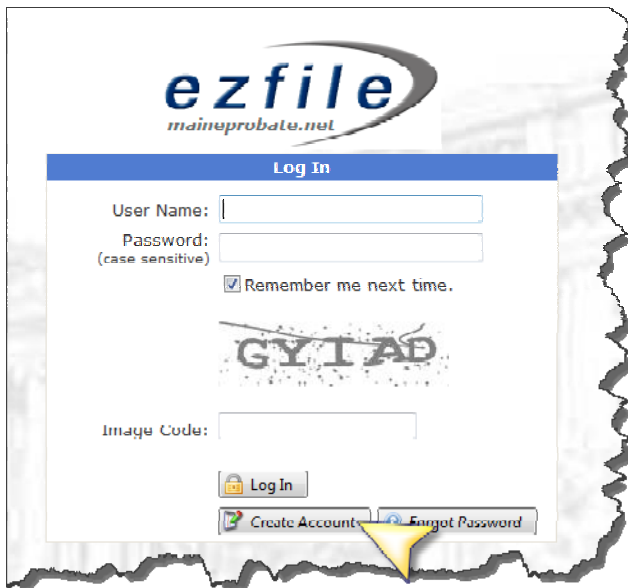 ezfile
maineprobate.net
Log In
User Name:
Password:
(case sensitive)
Remember me next time.
GYIAD
Image Code:
Log In
Create Account Forgot Password